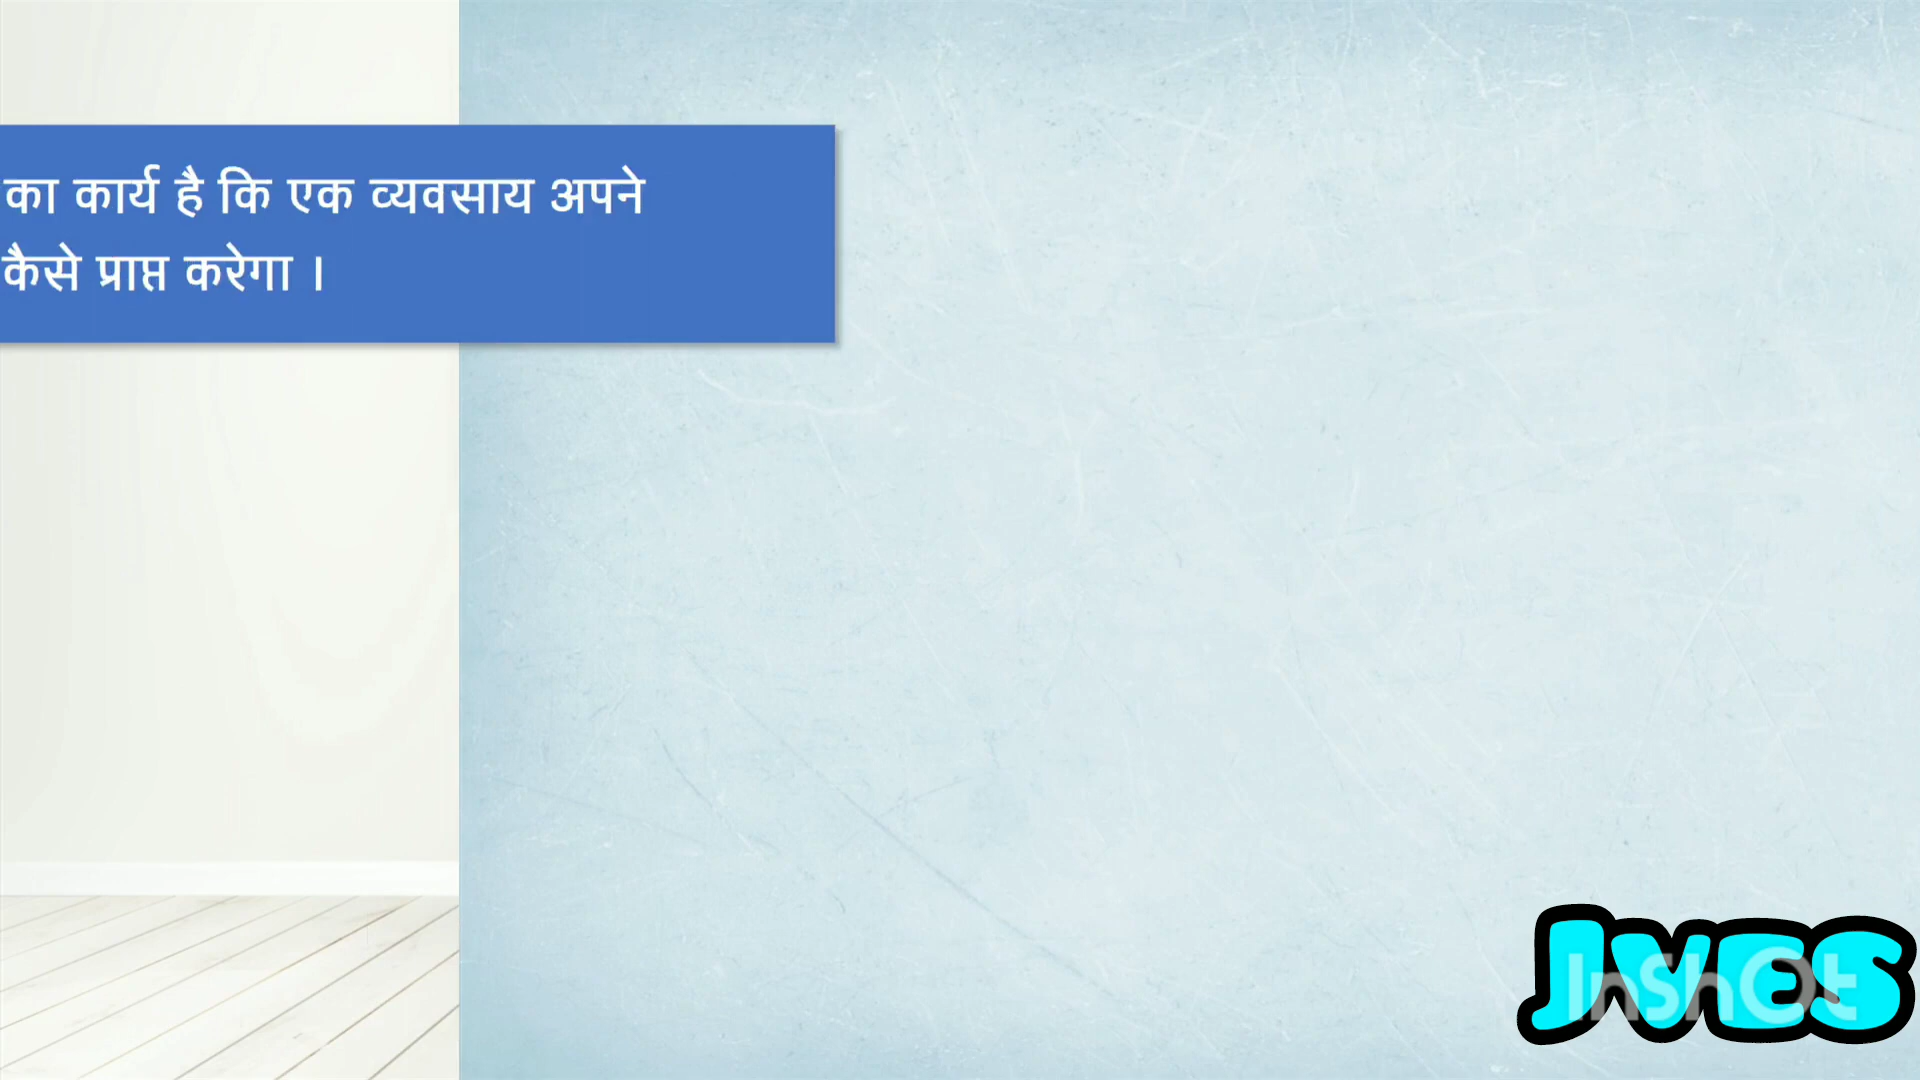 का कार्य है कि एक व्यवसाय अपने
कैसे प्राप्त करेगा ।
JVES
InShOt